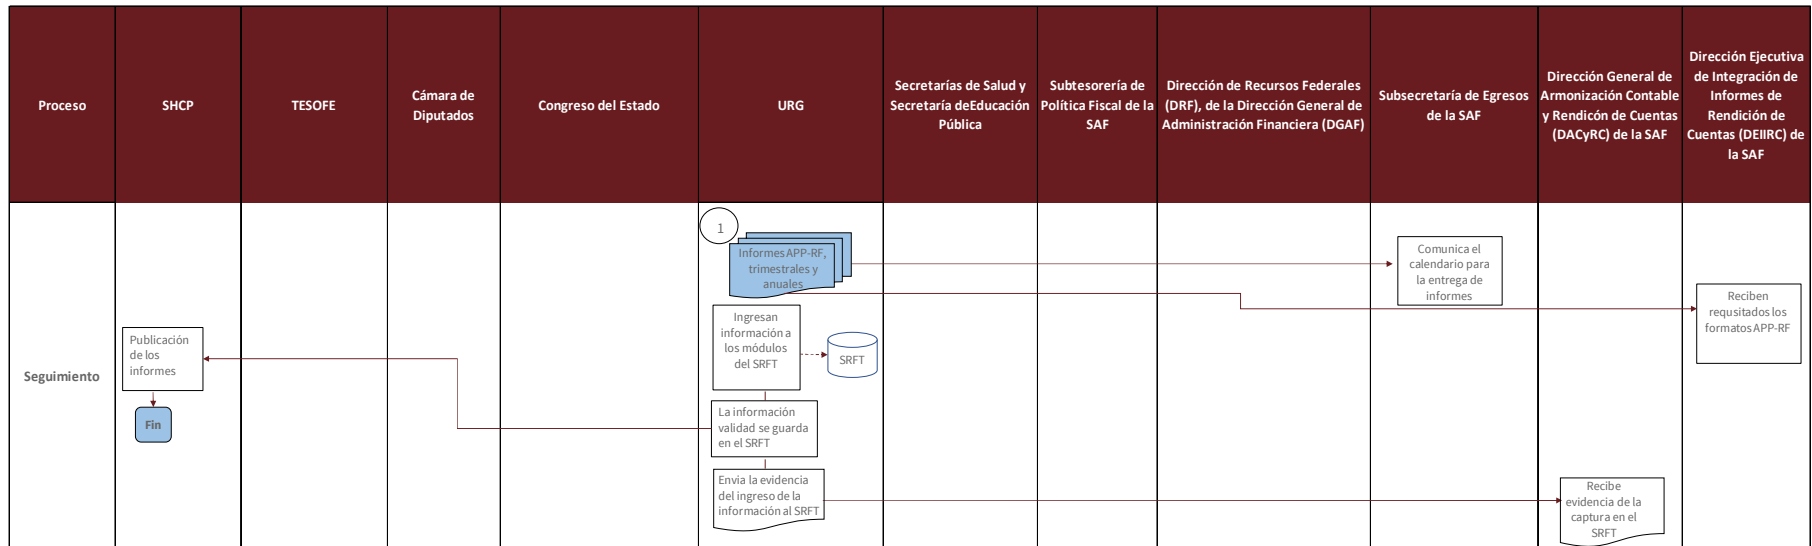 Proceso
SHCP
TESOFE
Cámara de
Diputados
Congreso del Estado
URG
Secretarías de Salud y
Secretaría deEducación
Pública
Subtesorería de
Política Fiscal de la
SAF
Dirección de Recursos Federales
(DRF), de la Dirección General de
Administración Financiera (DGAF)
Subsecretaría de Egresos
de la SAF
Dirección General de
Armonización Contable
y Rendicón de Cuentas
(DACyRC) de la SAF
Dirección Ejecutiva
de Integración de
Informes de
Rendición de
Cuentas (DEIIRC) de
la SAF
Seguimiento
1
Informes APP-RF,
trimestrales y
anuales
Comunica el
calendario para
la entrega de
informes
Reciben
requsitados los
formatos APP-RF
Ingresan
información a
los módulos
del SRFT
SRFT
Publicación
de los
informes
Fin
La información
validad se guarda
en el SRFT
Envia la evidencia
del ingreso de la
información al SRFT
Recibe
evidencia de la
captura en el
SRFT